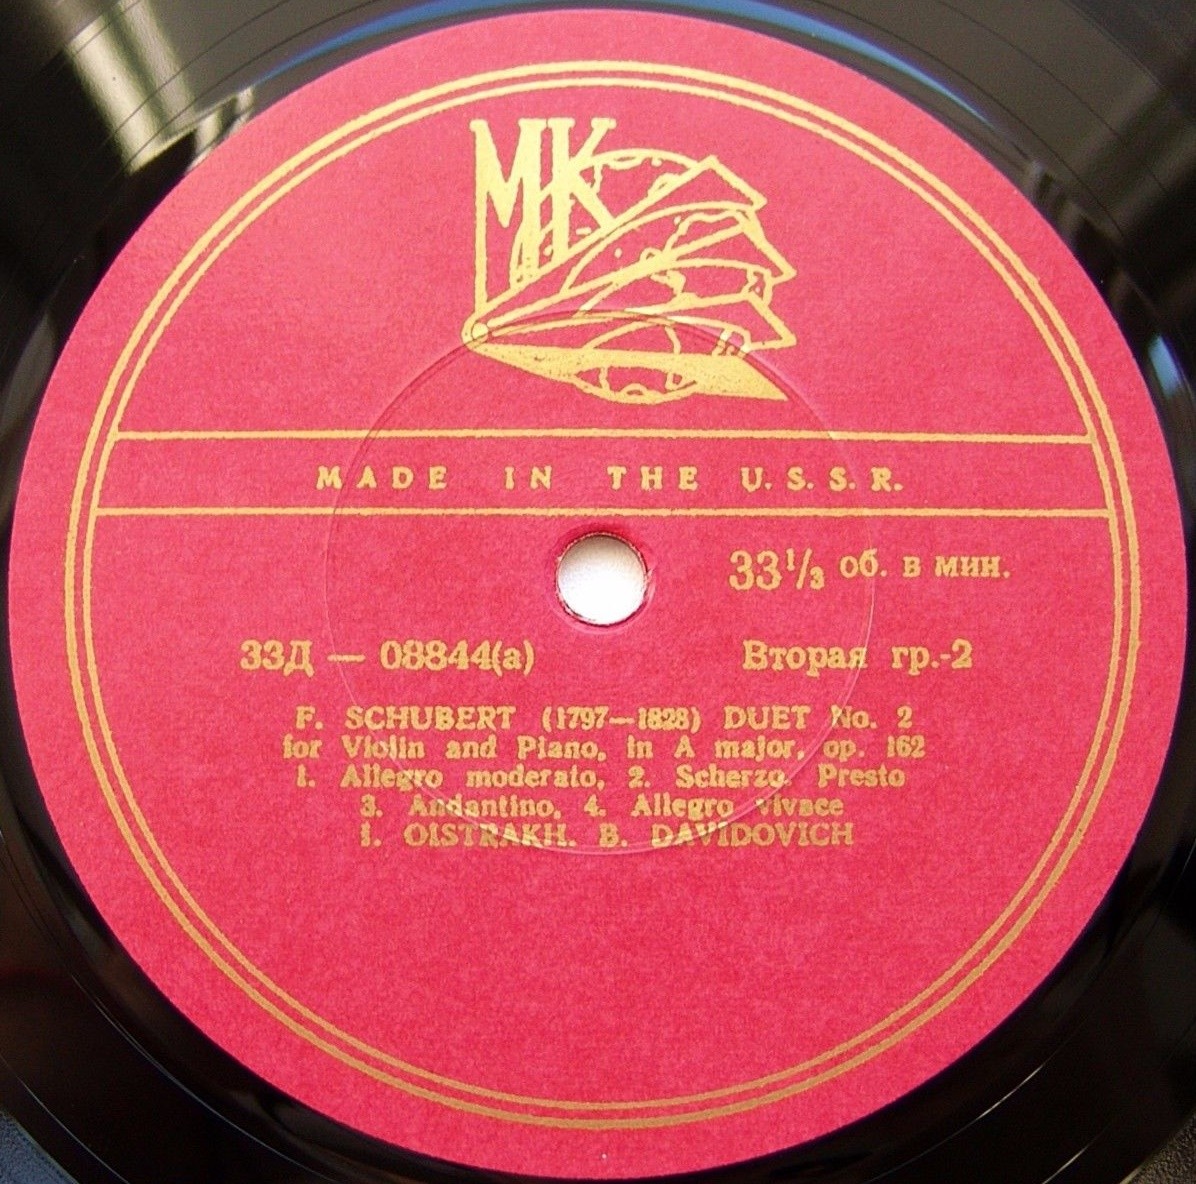 МК
MADE IN THE U.S.S.R.
33⅓ об. в мин.
33Д — 08844(а) Вторая гр.-2
F. SCHUBERT (1797—1828) DUET No. 2
for Violin and Piano, in A major, op. 162
1. Allegro moderato, 2. Scherzo. Presto
3. Andantino, 4. Allegro vivace
I. OISTRAKH. B. DAVIDOVICH